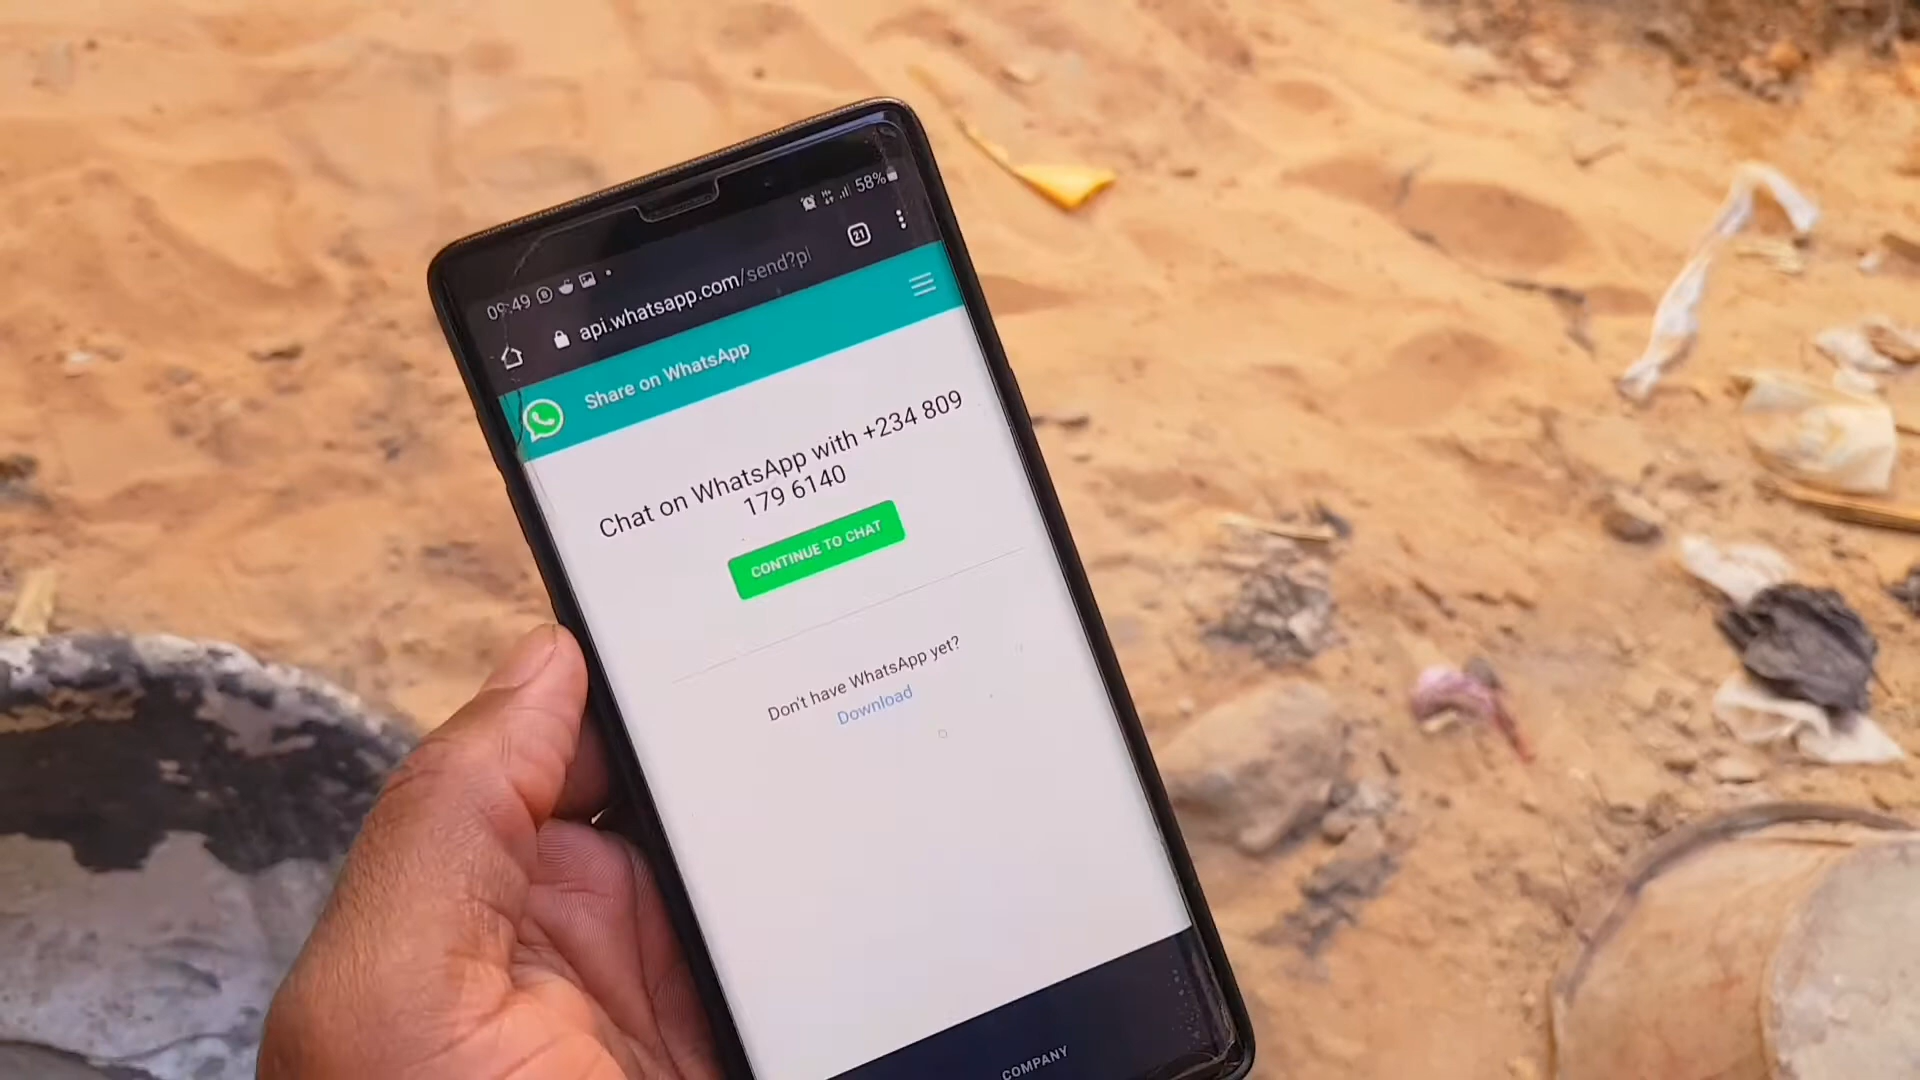 09:49
58%
api.whatsapp.com/send?pl
21
Share on WhatsApp
Chat on WhatsApp with +234 809
179 6140
CONTINUE TO CHAT
Don't have WhatsApp yet?
Download
COMPANY